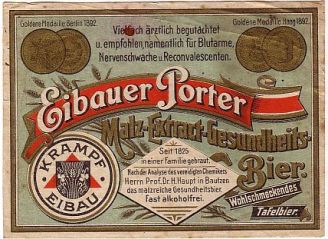 Goldene Medaille Berlin 1892.
Goldene Medaille Haag 1892.
Vielfach ärztlich begutachtet
u. empfohlen, namentlich für Blutarme,
Nervenschwache u. Reconvalescenten.
Eibauer Porter
Malz-Extract-Gesundheits-
Bier.
KRAMPF
EIBAU
Seit 1825
in einer Familie gebraut,
Nach der Analyse des vereidigten Chemikers
Herrn Prof. Dr. H. Haupt in Bautzen
das malzreiche Gesundheitsbier.
fast alkoholfrei.
Wohlschmeckendes
Tafelbier.